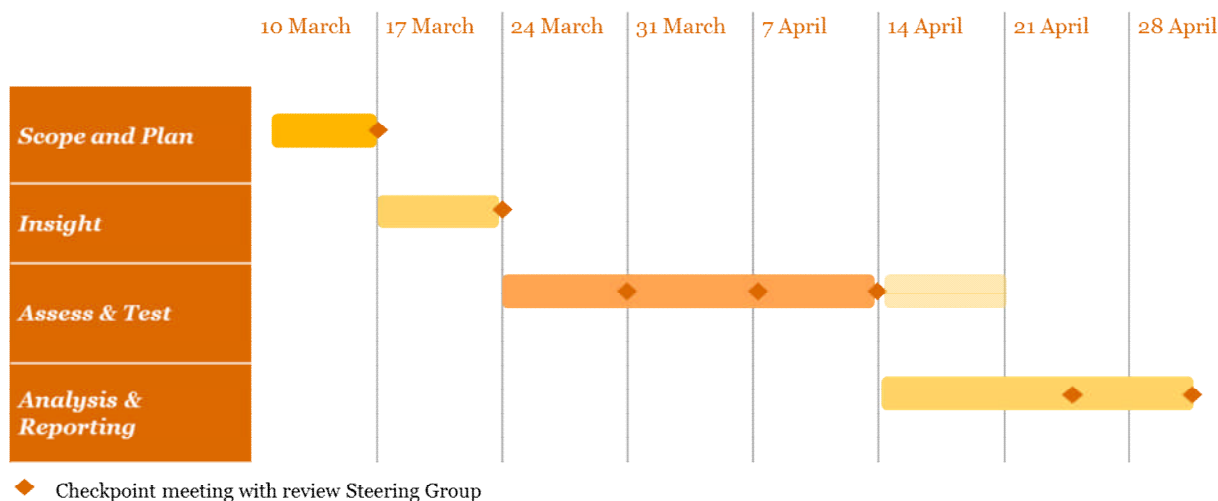 10 March 17 March 24 March 31 March 7 April 14 April 21 April 28 April
Scope and Plan
Insight
Assess & Test
Analysis &
Reporting
Checkpoint meeting with review Steering Group